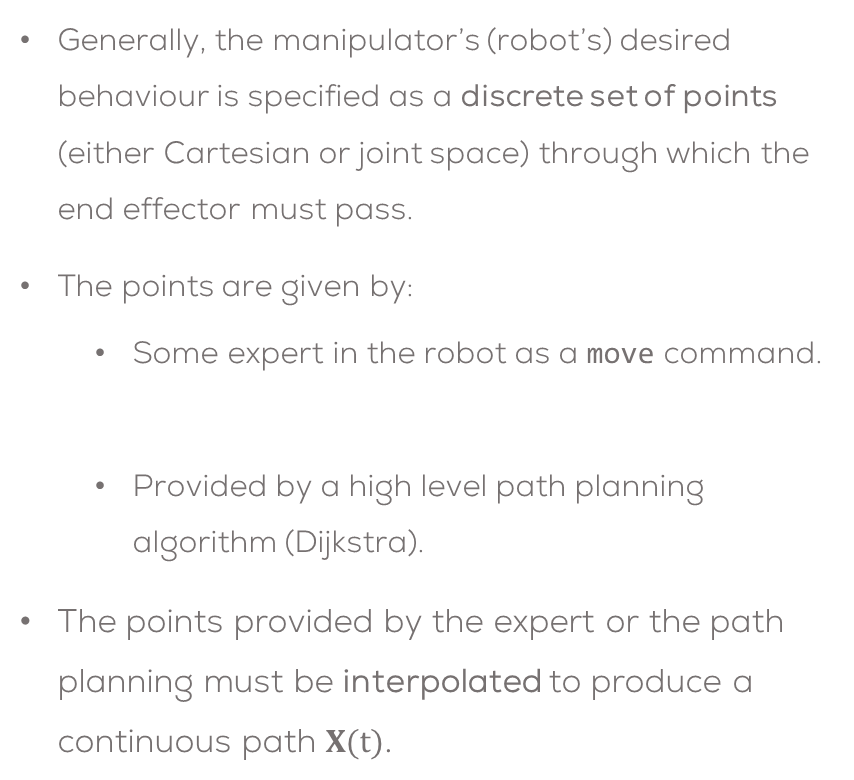 • Generally, the manipulator’s (robot’s) desired
behaviour is specified as a discrete set of points
(either Cartesian or joint space) through which the
end effector must pass.
• The points are given by:
• Some expert in the robot as a move command.
• Provided by a high level path planning
algorithm (Dijkstra).
• The points provided by the expert or the path
planning must be interpolated to produce a
continuous path X(t).